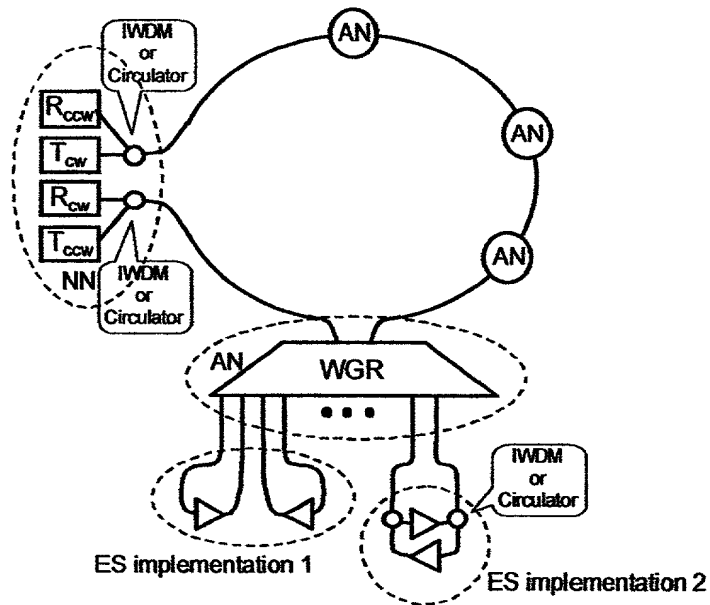 IWDM
or
Circulator
AN
R_ccw
T_cw
R_cw
T_ccw
NN
IWDM
or
Circulator
AN
AN
AN
WGR
IWDM
or
Circulator
ES implementation 1
ES implementation 2